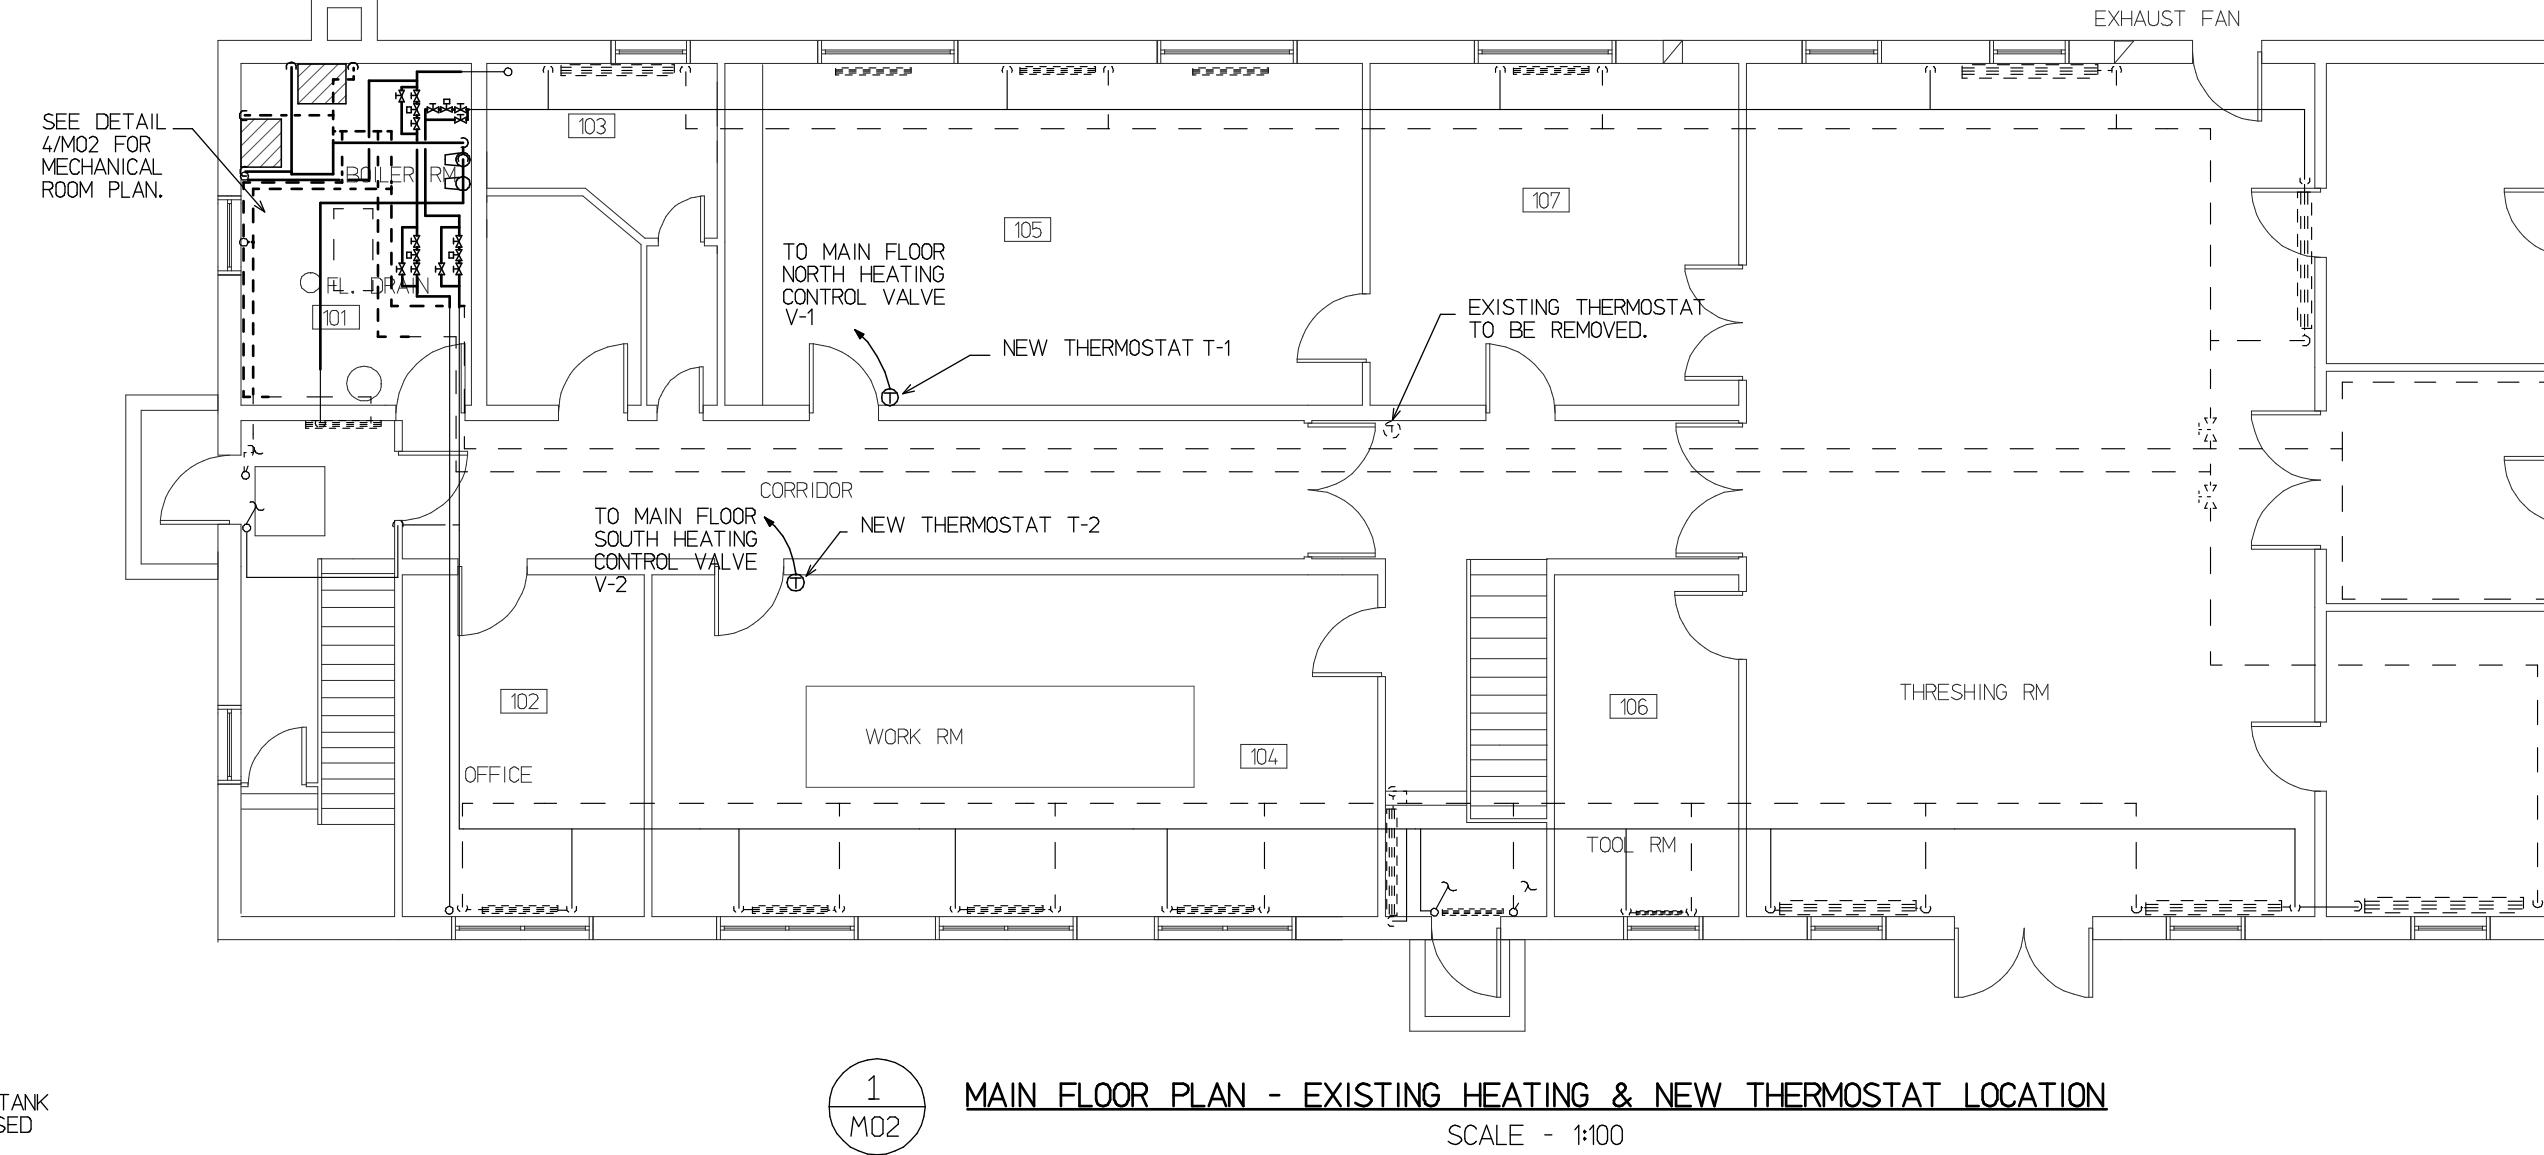 EXHAUST FAN
SEE DETAIL
4/M02 FOR
MECHANICAL
ROOM PLAN.
BOILER RM
FL. DRAIN
101
103
105
107
TO MAIN FLOOR
NORTH HEATING
CONTROL VALVE
V-1
NEW THERMOSTAT T-1
EXISTING THERMOSTAT
TO BE REMOVED.
CORRIDOR
TO MAIN FLOOR
SOUTH HEATING
CONTROL VALVE
V-2
NEW THERMOSTAT T-2
102
OFFICE
WORK RM
104
106
TOOL RM
THRESHING RM
TANK
SED
1
M02
MAIN FLOOR PLAN - EXISTING HEATING & NEW THERMOSTAT LOCATION
SCALE - 1:100